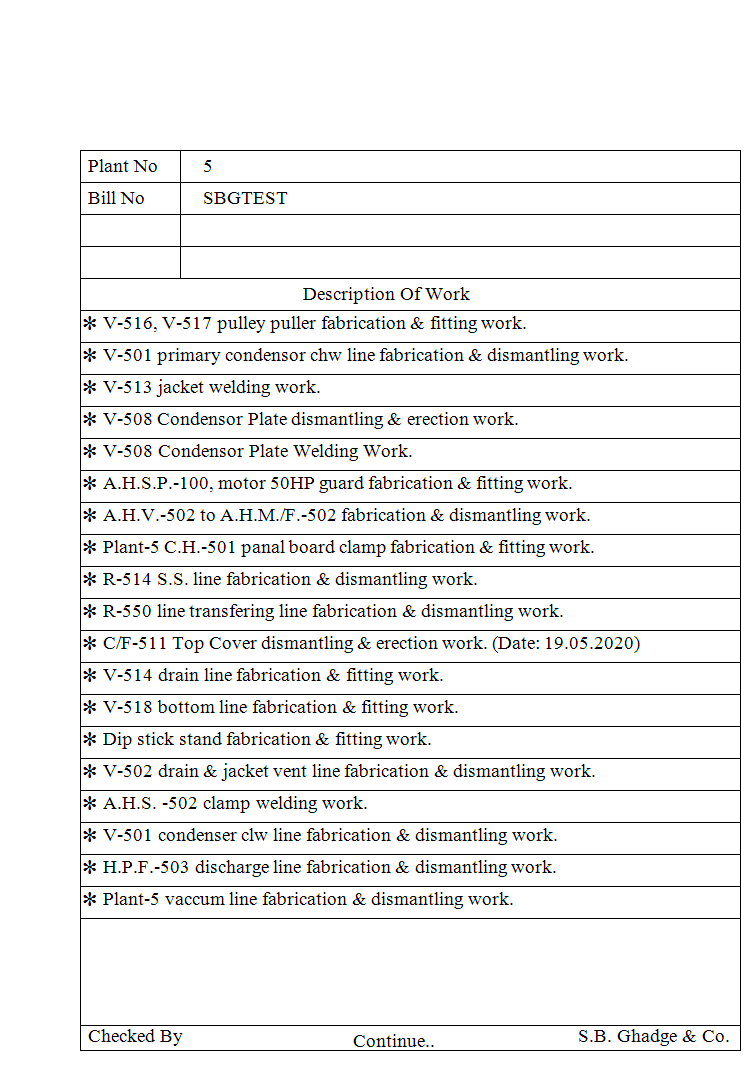 Plant No 5
Bill No SBGTEST
Description Of Work
✻ V-516, V-517 pulley puller fabrication & fitting work.
✻ V-501 primary condensor chw line fabrication & dismantling work.
✻ V-513 jacket welding work.
✻ V-508 Condensor Plate dismantling & erection work.
✻ V-508 Condensor Plate Welding Work.
✻ A.H.S.P.-100, motor 50HP guard fabrication & fitting work.
✻ A.H.V.-502 to A.H.M./F.-502 fabrication & dismantling work.
✻ Plant-5 C.H.-501 panal board clamp fabrication & fitting work.
✻ R-514 S.S. line fabrication & dismantling work.
✻ R-550 line transfering line fabrication & dismantling work.
✻ C/F-511 Top Cover dismantling & erection work. (Date: 19.05.2020)
✻ V-514 drain line fabrication & fitting work.
✻ V-518 bottom line fabrication & fitting work.
✻ Dip stick stand fabrication & fitting work.
✻ V-502 drain & jacket vent line fabrication & dismantling work.
✻ A.H.S. -502 clamp welding work.
✻ V-501 condenser clw line fabrication & dismantling work.
✻ H.P.F.-503 discharge line fabrication & dismantling work.
✻ Plant-5 vaccum line fabrication & dismantling work.
Checked By Continue.. S.B. Ghadge & Co.